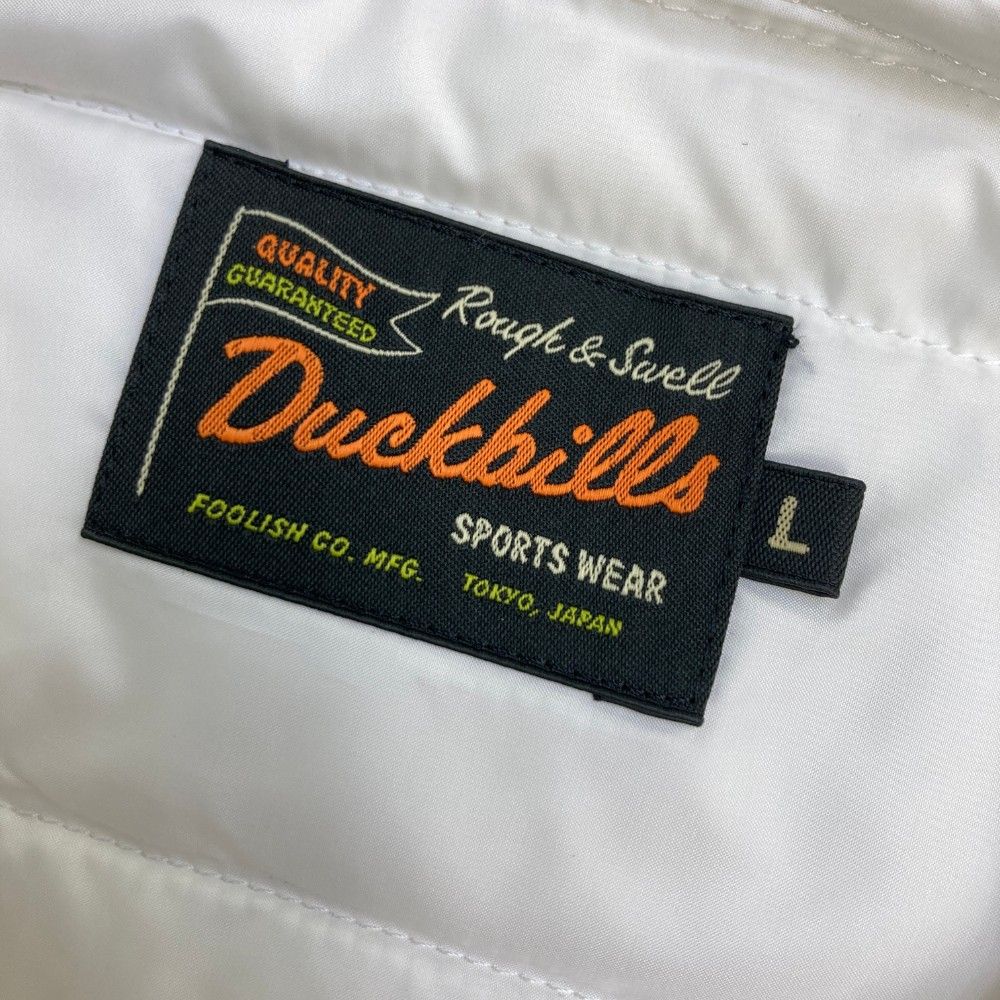 QUALITY
GUARANTEED
Rough & Swell
Duckbills
SPORTS WEAR
FOOLISH CO. MFG. TOKYO, JAPAN
L